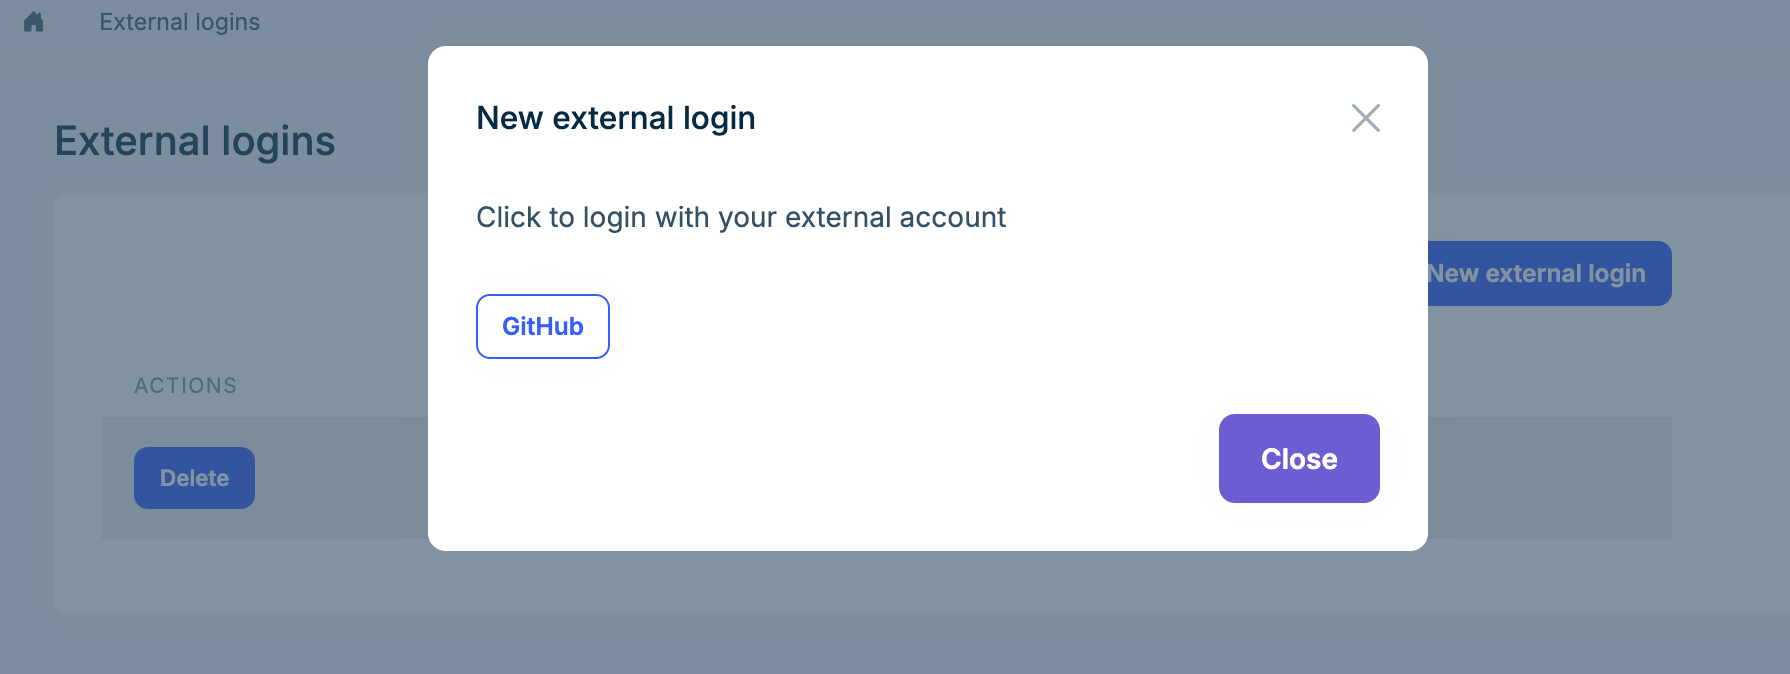 External logins
External logins
New external login
Click to login with your external account
GitHub
Close
New external login
ACTIONS
Delete